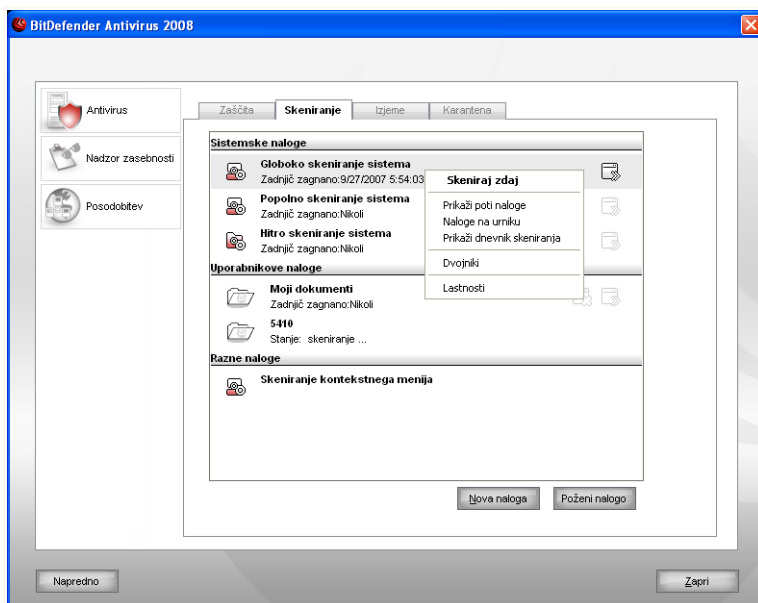 BitDefender Antivirus 2008
Antivirus
Nadzor zasebnosti
Posodobitev
Zaščita
Skeniranje
Izjeme
Karantena
Sistemske naloge
Globoko skeniranje sistema
Zadnjič zagnano:9/27/2007 5:54:03
Popolno skeniranje sistema
Zadnjič zagnano:Nikoli
Hitro skeniranje sistema
Zadnjič zagnano:Nikoli
Skeniraj zdaj
Prikaži poti naloge
Naloge na urniku
Prikaži dnevnik skeniranja
Dvojniki
Lastnosti
Uporabnikove naloge
Moji dokumenti
Zadnjič zagnano:Nikoli
5410
Stanje: skeniranje ...
Razne naloge
Skeniranje kontekstnega menija
Nova naloga
Poženi nalogo
Napredno
Zapri